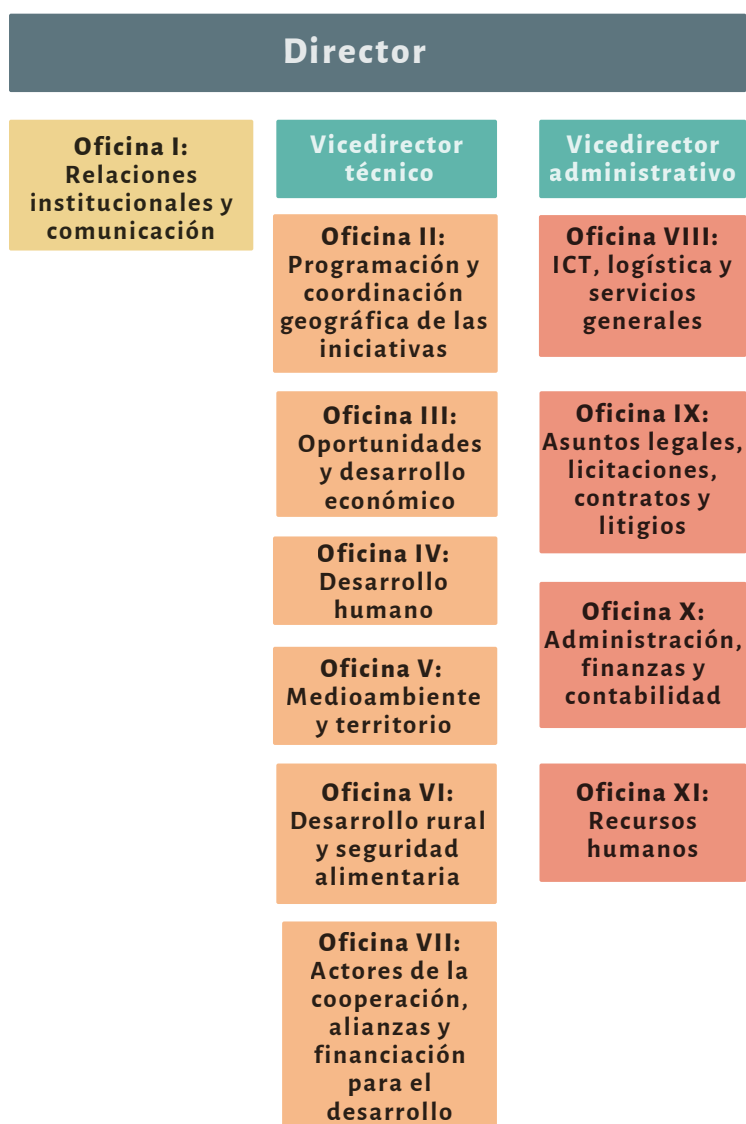 Director
Oficina I:
Relaciones
institucionales y
comunicación
Vicedirector
técnico
Oficina II:
Programación y
coordinación
geográfica de las
iniciativas
Oficina III:
Oportunidades
y desarrollo
económico
Oficina IV:
Desarrollo
humano
Oficina V:
Medioambiente
y territorio
Oficina VI:
Desarrollo rural
y seguridad
alimentaria
Oficina VII:
Actores de la
cooperación,
alianzas y
financiación
para el
desarrollo
Vicedirector
administrativo
Oficina VIII:
ICT, logística y
servicios
generales
Oficina IX:
Asuntos legales,
licitaciones,
contratos y
litigios
Oficina X:
Administración,
finanzas y
contabilidad
Oficina XI:
Recursos
humanos